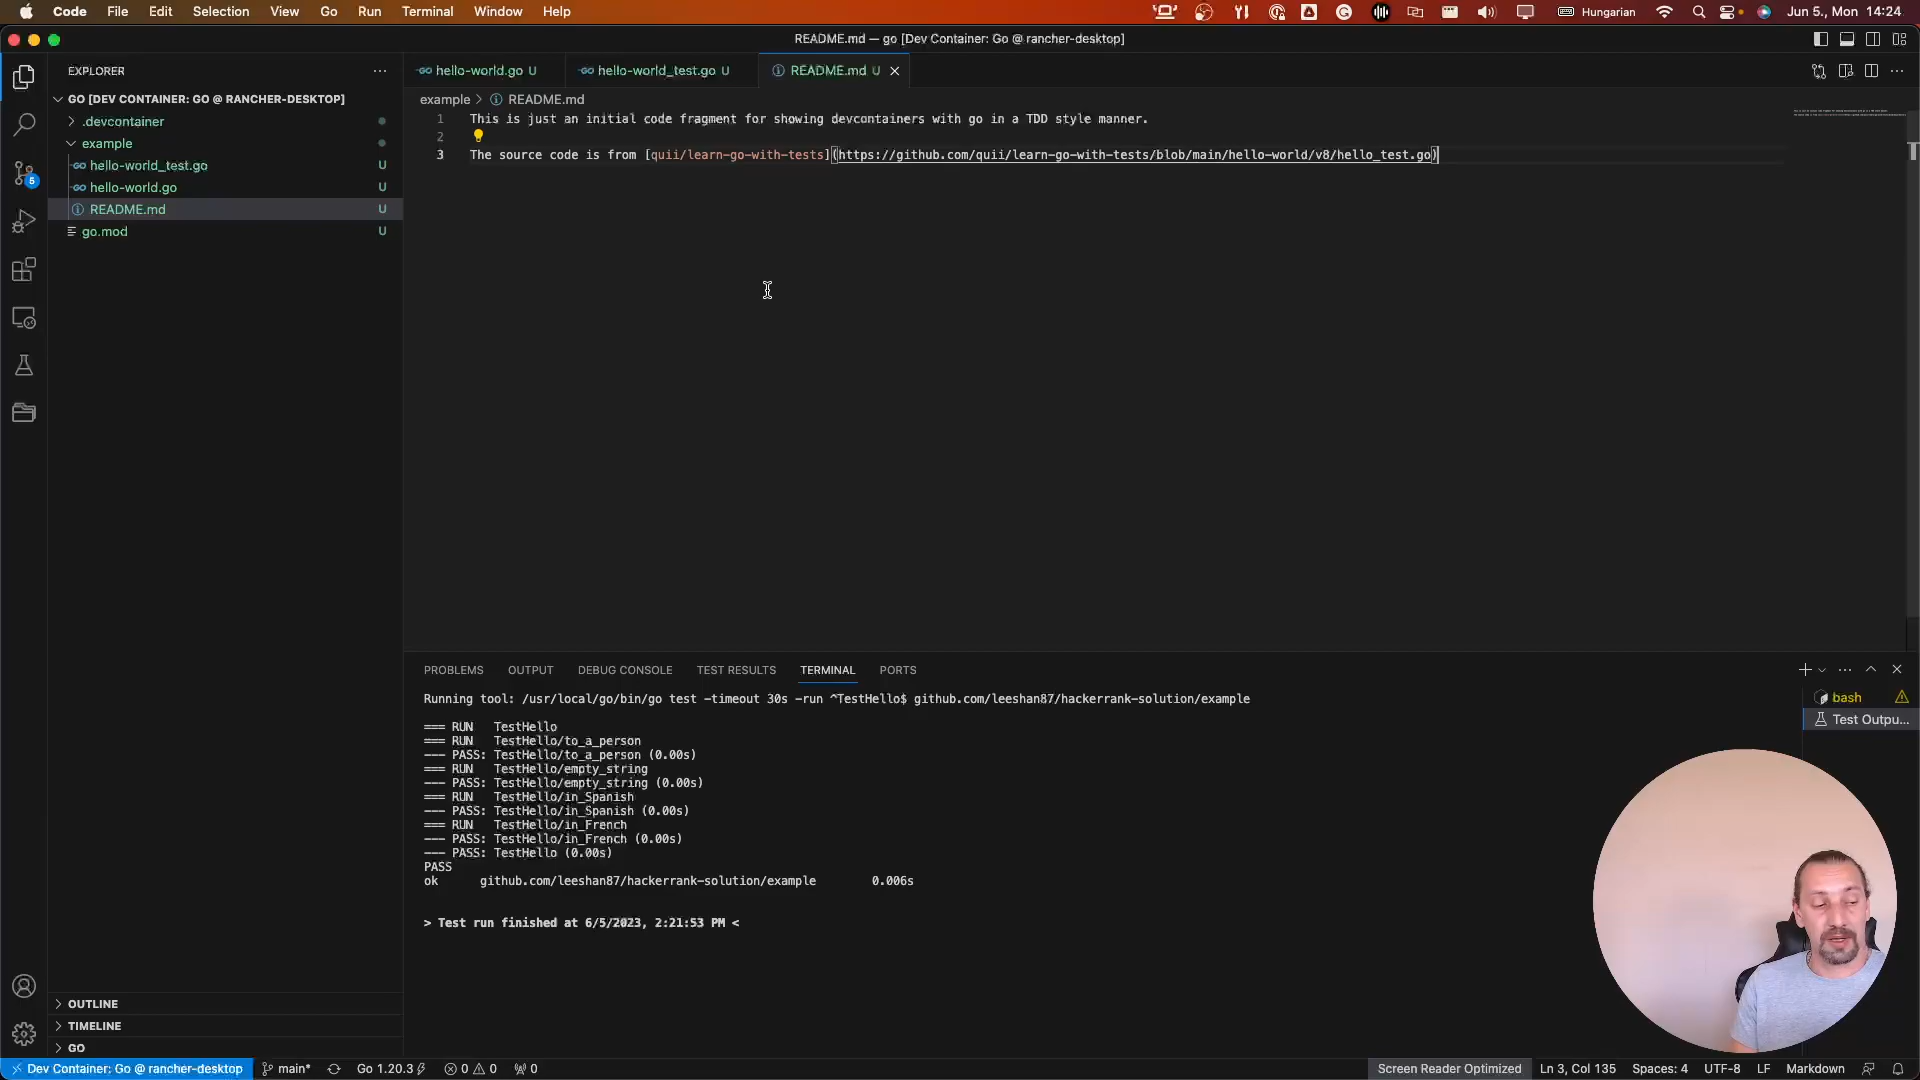 Code File Edit Selection View Go Run Terminal Window Help Hungarian Jun 5., Mon 14:24
README.md — go [Dev Container: Go @ rancher-desktop]
EXPLORER
hello-world.go U
hello-world_test.go U
README.md U
GO [DEV CONTAINER: GO @ RANCHER-DESKTOP]
.devcontainer
example
hello-world_test.go U
hello-world.go U
README.md U
go.mod U
5
example > README.md
1 This is just an initial code fragment for showing devcontainers with go in a TDD style manner.
2
3 The source code is from [quii/learn-go-with-tests](https://github.com/quii/learn-go-with-tests/blob/main/hello-world/v8/hello_test.go)
PROBLEMS OUTPUT DEBUG CONSOLE TEST RESULTS TERMINAL PORTS
Running tool: /usr/local/go/bin/go test -timeout 30s -run ^TestHello$ github.com/leeshan87/hackerrank-solution/example
=== RUN TestHello
=== RUN TestHello/to_a_person
--- PASS: TestHello/to_a_person (0.00s)
=== RUN TestHello/empty_string
--- PASS: TestHello/empty_string (0.00s)
=== RUN TestHello/in_Spanish
--- PASS: TestHello/in_Spanish (0.00s)
=== RUN TestHello/in_French
--- PASS: TestHello/in_French (0.00s)
--- PASS: TestHello (0.00s)
PASS
ok github.com/leeshan87/hackerrank-solution/example 0.006s
> Test run finished at 6/5/2023, 2:21:53 PM <
bash
Test Outpu...
OUTLINE
TIMELINE
GO
Dev Container: Go @ rancher-desktop main* Go 1.20.3 0 0 0 Screen Reader Optimized Ln 3, Col 135 Spaces: 4 UTF-8 LF Markdown